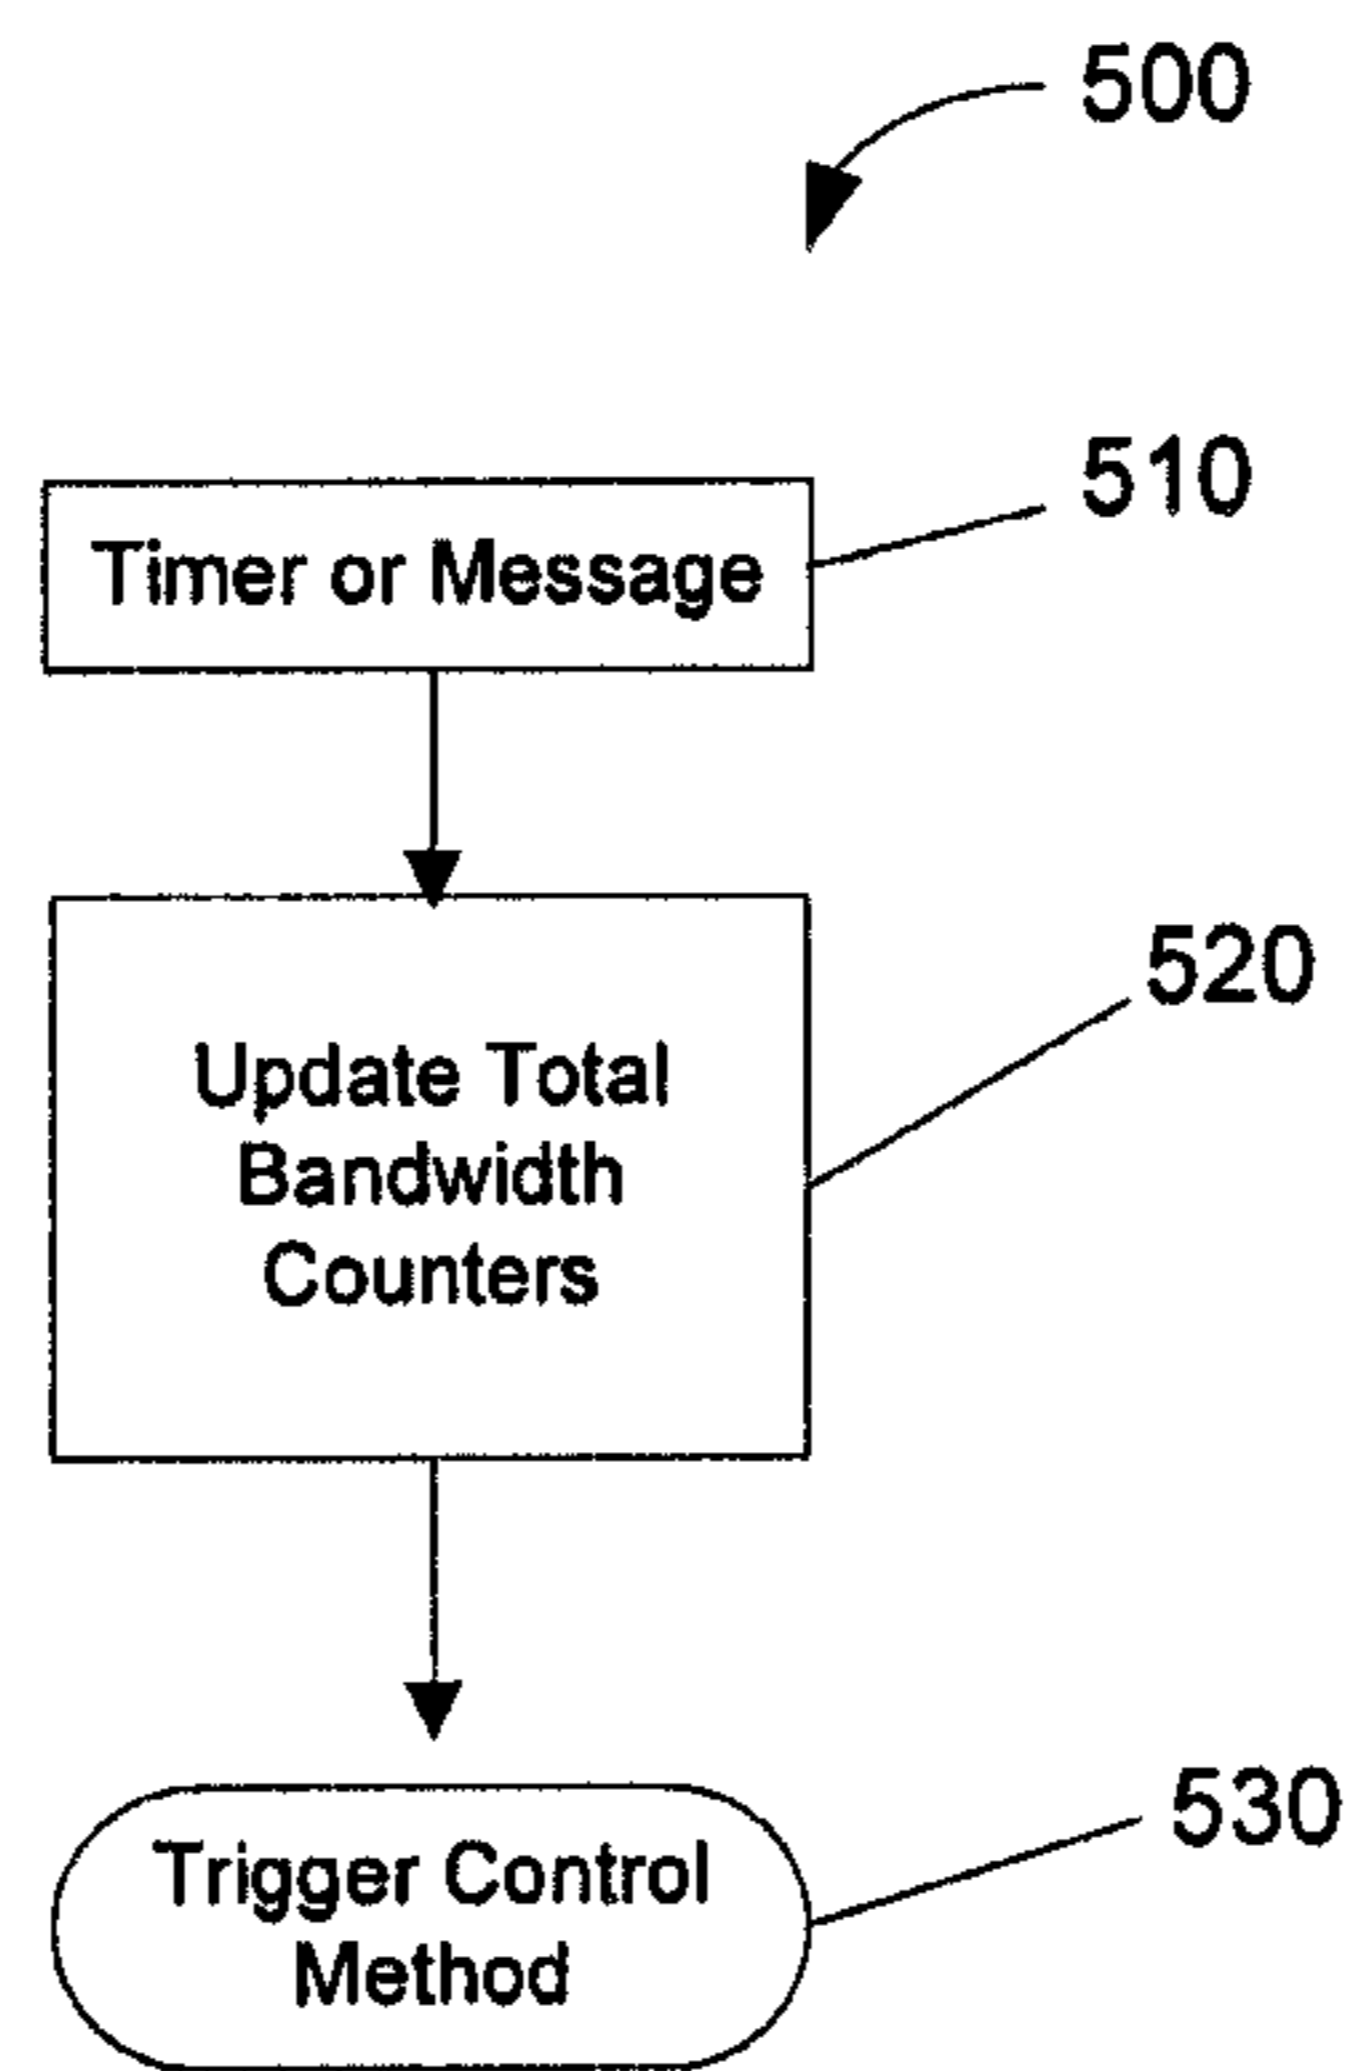 500
510
Timer or Message
520
Update Total
Bandwidth
Counters
530
Trigger Control
Method